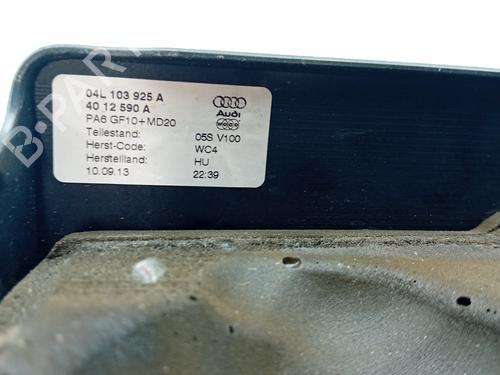 04L 103 925 A
40 12 590 A
PA6 GF10+MD20
Audi
Teilestand: 05S V100
Herst-Code: WC4
Herstellland: HU
10.09.13 22:39